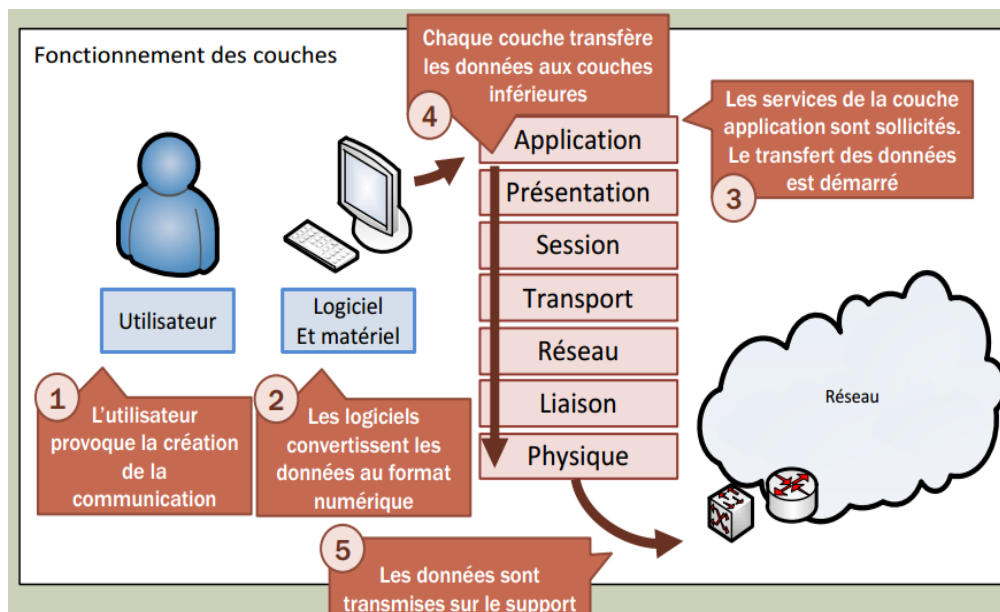 Fonctionnement des couches
Chaque couche transfère
les données aux couches
inférieures
4
Les services de la couche
application sont sollicités.
Le transfert des données
est démarré
3
Application
Présentation
Session
Transport
Réseau
Liaison
Physique
Utilisateur
Logiciel
Et matériel
Réseau
1
L'utilisateur
provoque la création
de la
communication
2
Les logiciels
convertissent les
données au format
numérique
5
Les données sont
transmises sur le support